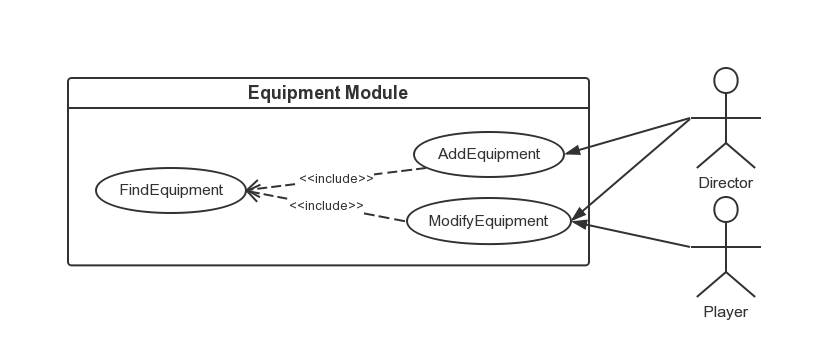 Equipment Module
AddEquipment
<<include>>
FindEquipment
Director
<<include>>
ModifyEquipment
Player